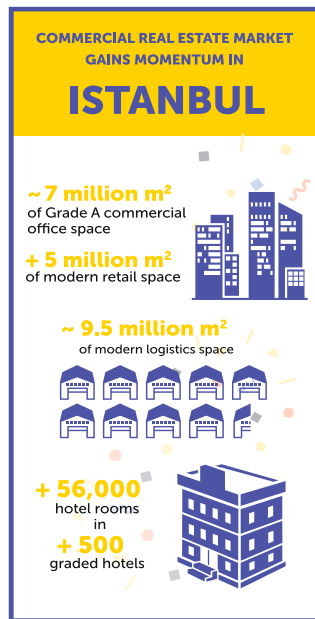 COMMERCIAL REAL ESTATE MARKET
GAINS MOMENTUM IN
ISTANBUL
~ 7 million m²
of Grade A commercial
office space
+ 5 million m²
of modern retail space
~ 9.5 million m²
of modern logistics space
+ 56,000
hotel rooms
in
+ 500
graded hotels